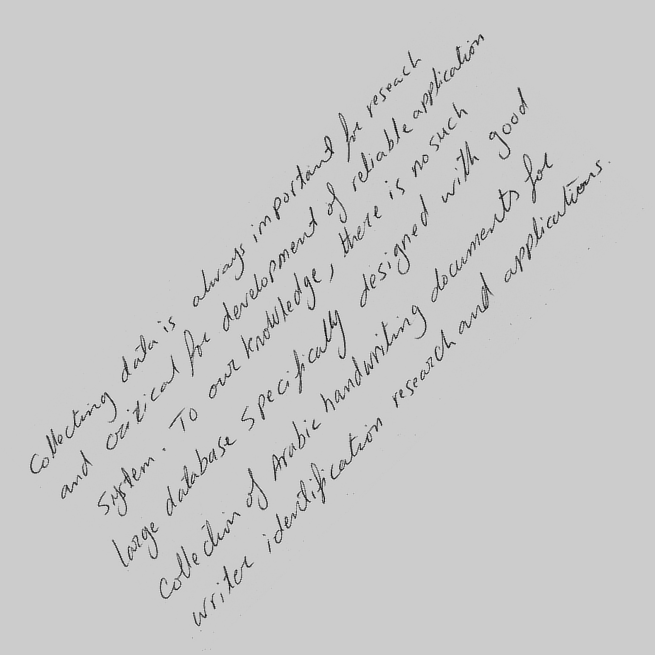 Collecting data is always important for reseach
and critical for development of reliable application
system. To our knowledge, there is no such
large database specifically designed with good
collection of Arabic handwriting documents for
writer identification research and applications.